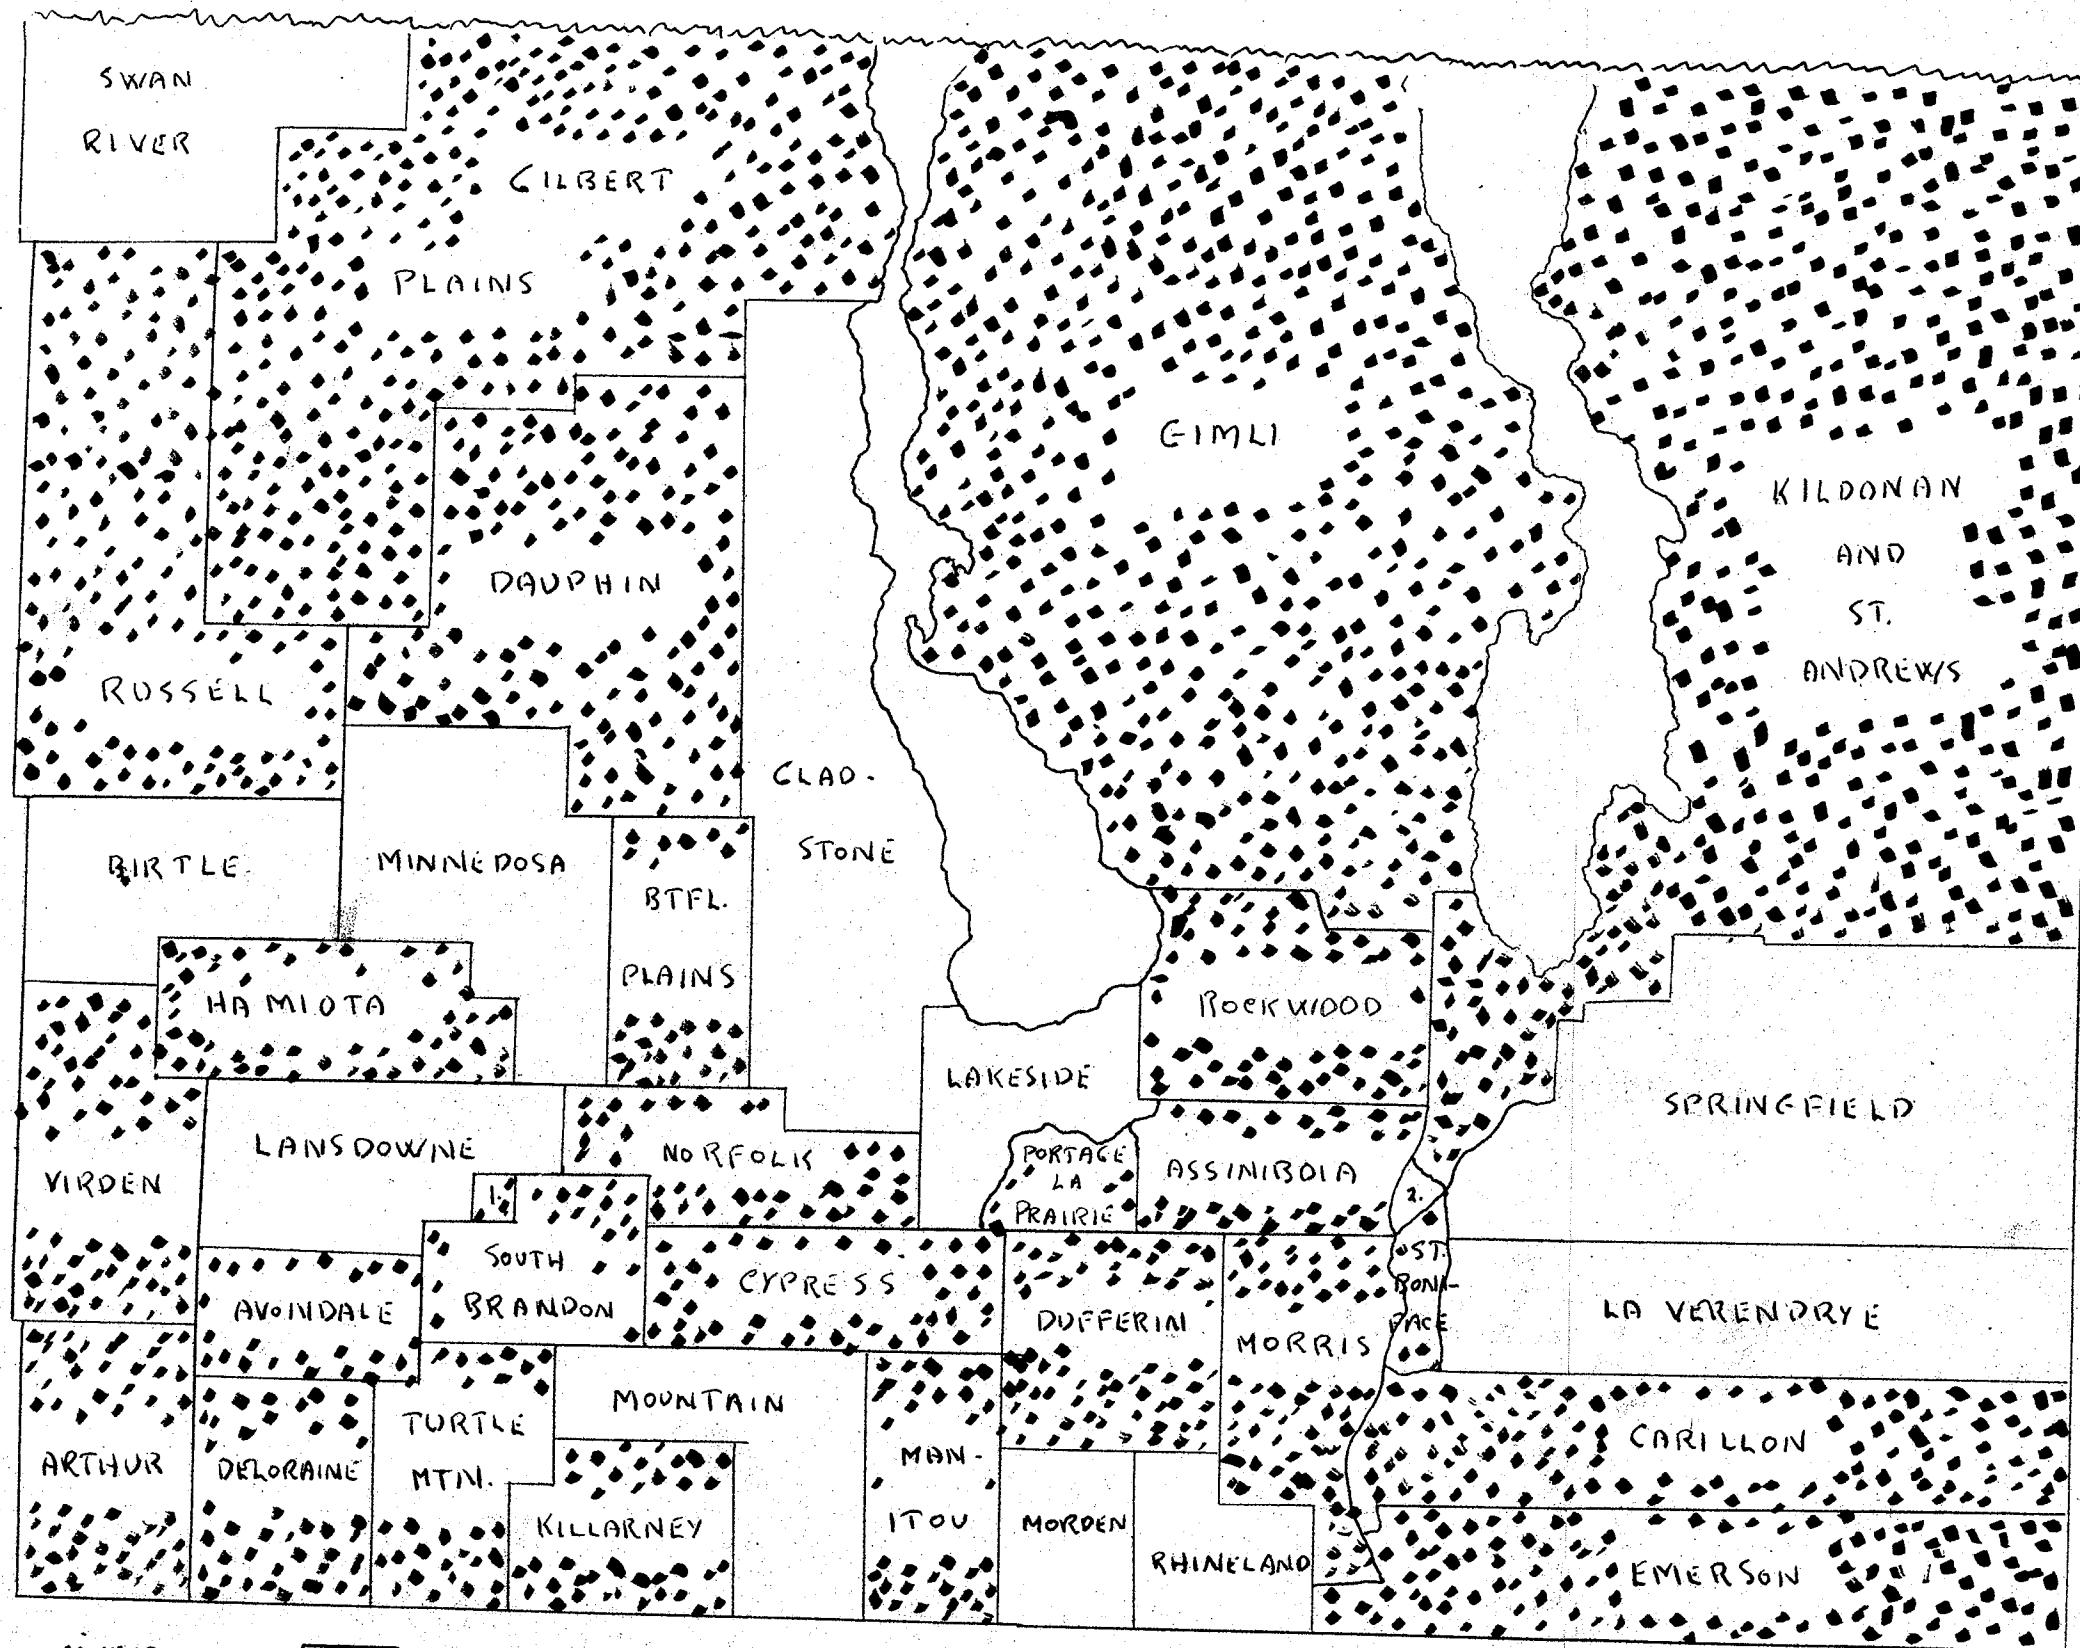 SWAN
RIVER
GILBERT
PLAINS
GIMLI
KILDONAN
AND
ST.
ANDREWS
DAUPHIN
RUSSELL
GLAD-
STONE
BIRTLE
MINNEDOSA
BTFL.
PLAINS
HAMIOTA
ROCKWOOD
LAKESIDE
SPRINGFIELD
LANSDOWNE
NORFOLK
PORTAGE
LA
PRAIRIE
ASSINIBOIA
VIRDEN
1.
2.
SOUTH
BRANDON
CYPRESS
ST.
BONI-
FACE
AVONDALE
DUFFERIN
MORRIS
LA VERENDRYE
MOUNTAIN
TURTLE
MTN.
ARTHUR
DELORAINE
MAN-
ITOU
CARILLON
KILLARNEY
MORDEN
RHINELAND
EMERSON